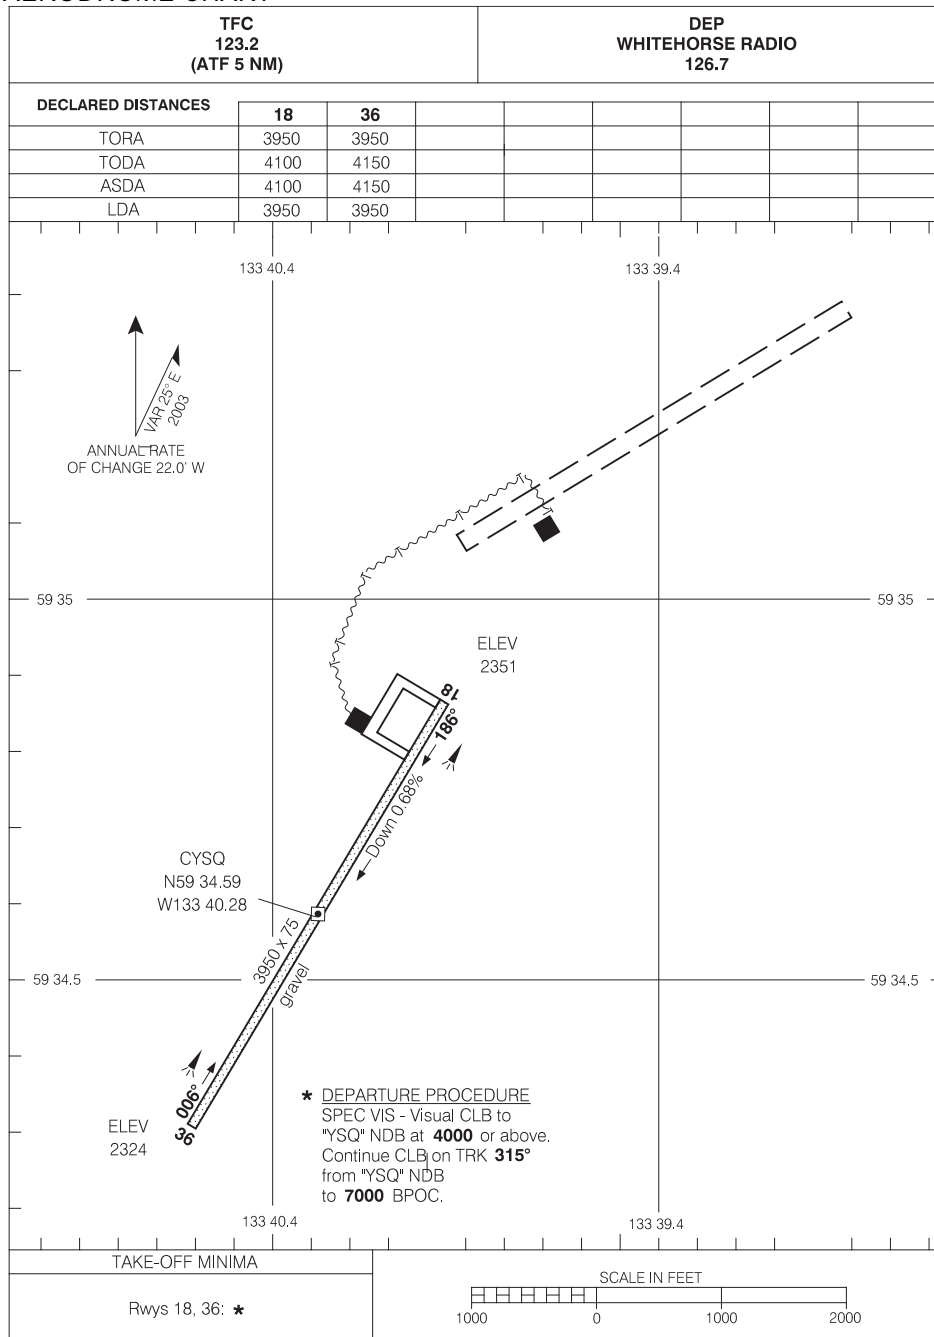 TFC
123.2
(ATF 5 NM)
DEP
WHITEHORSE RADIO
126.7
DECLARED DISTANCES
18 36
TORA 3950 3950
TODA 4100 4150
ASDA 4100 4150
LDA 3950 3950
133 40.4
133 39.4
VAR 25° E
2003
ANNUAL RATE
OF CHANGE 22.0' W
59 35
59 35
ELEV
2351
18
186°
Down 0.68%
CYSQ
N59 34.59
W133 40.28
3950 x 75
gravel
59 34.5
59 34.5
006°
36
ELEV
2324
* DEPARTURE PROCEDURE
SPEC VIS - Visual CLB to
"YSQ" NDB at 4000 or above.
Continue CLB on TRK 315°
from "YSQ" NDB
to 7000 BPOC.
133 40.4
133 39.4
TAKE-OFF MINIMA
Rwys 18, 36: *
SCALE IN FEET
1000 0 1000 2000